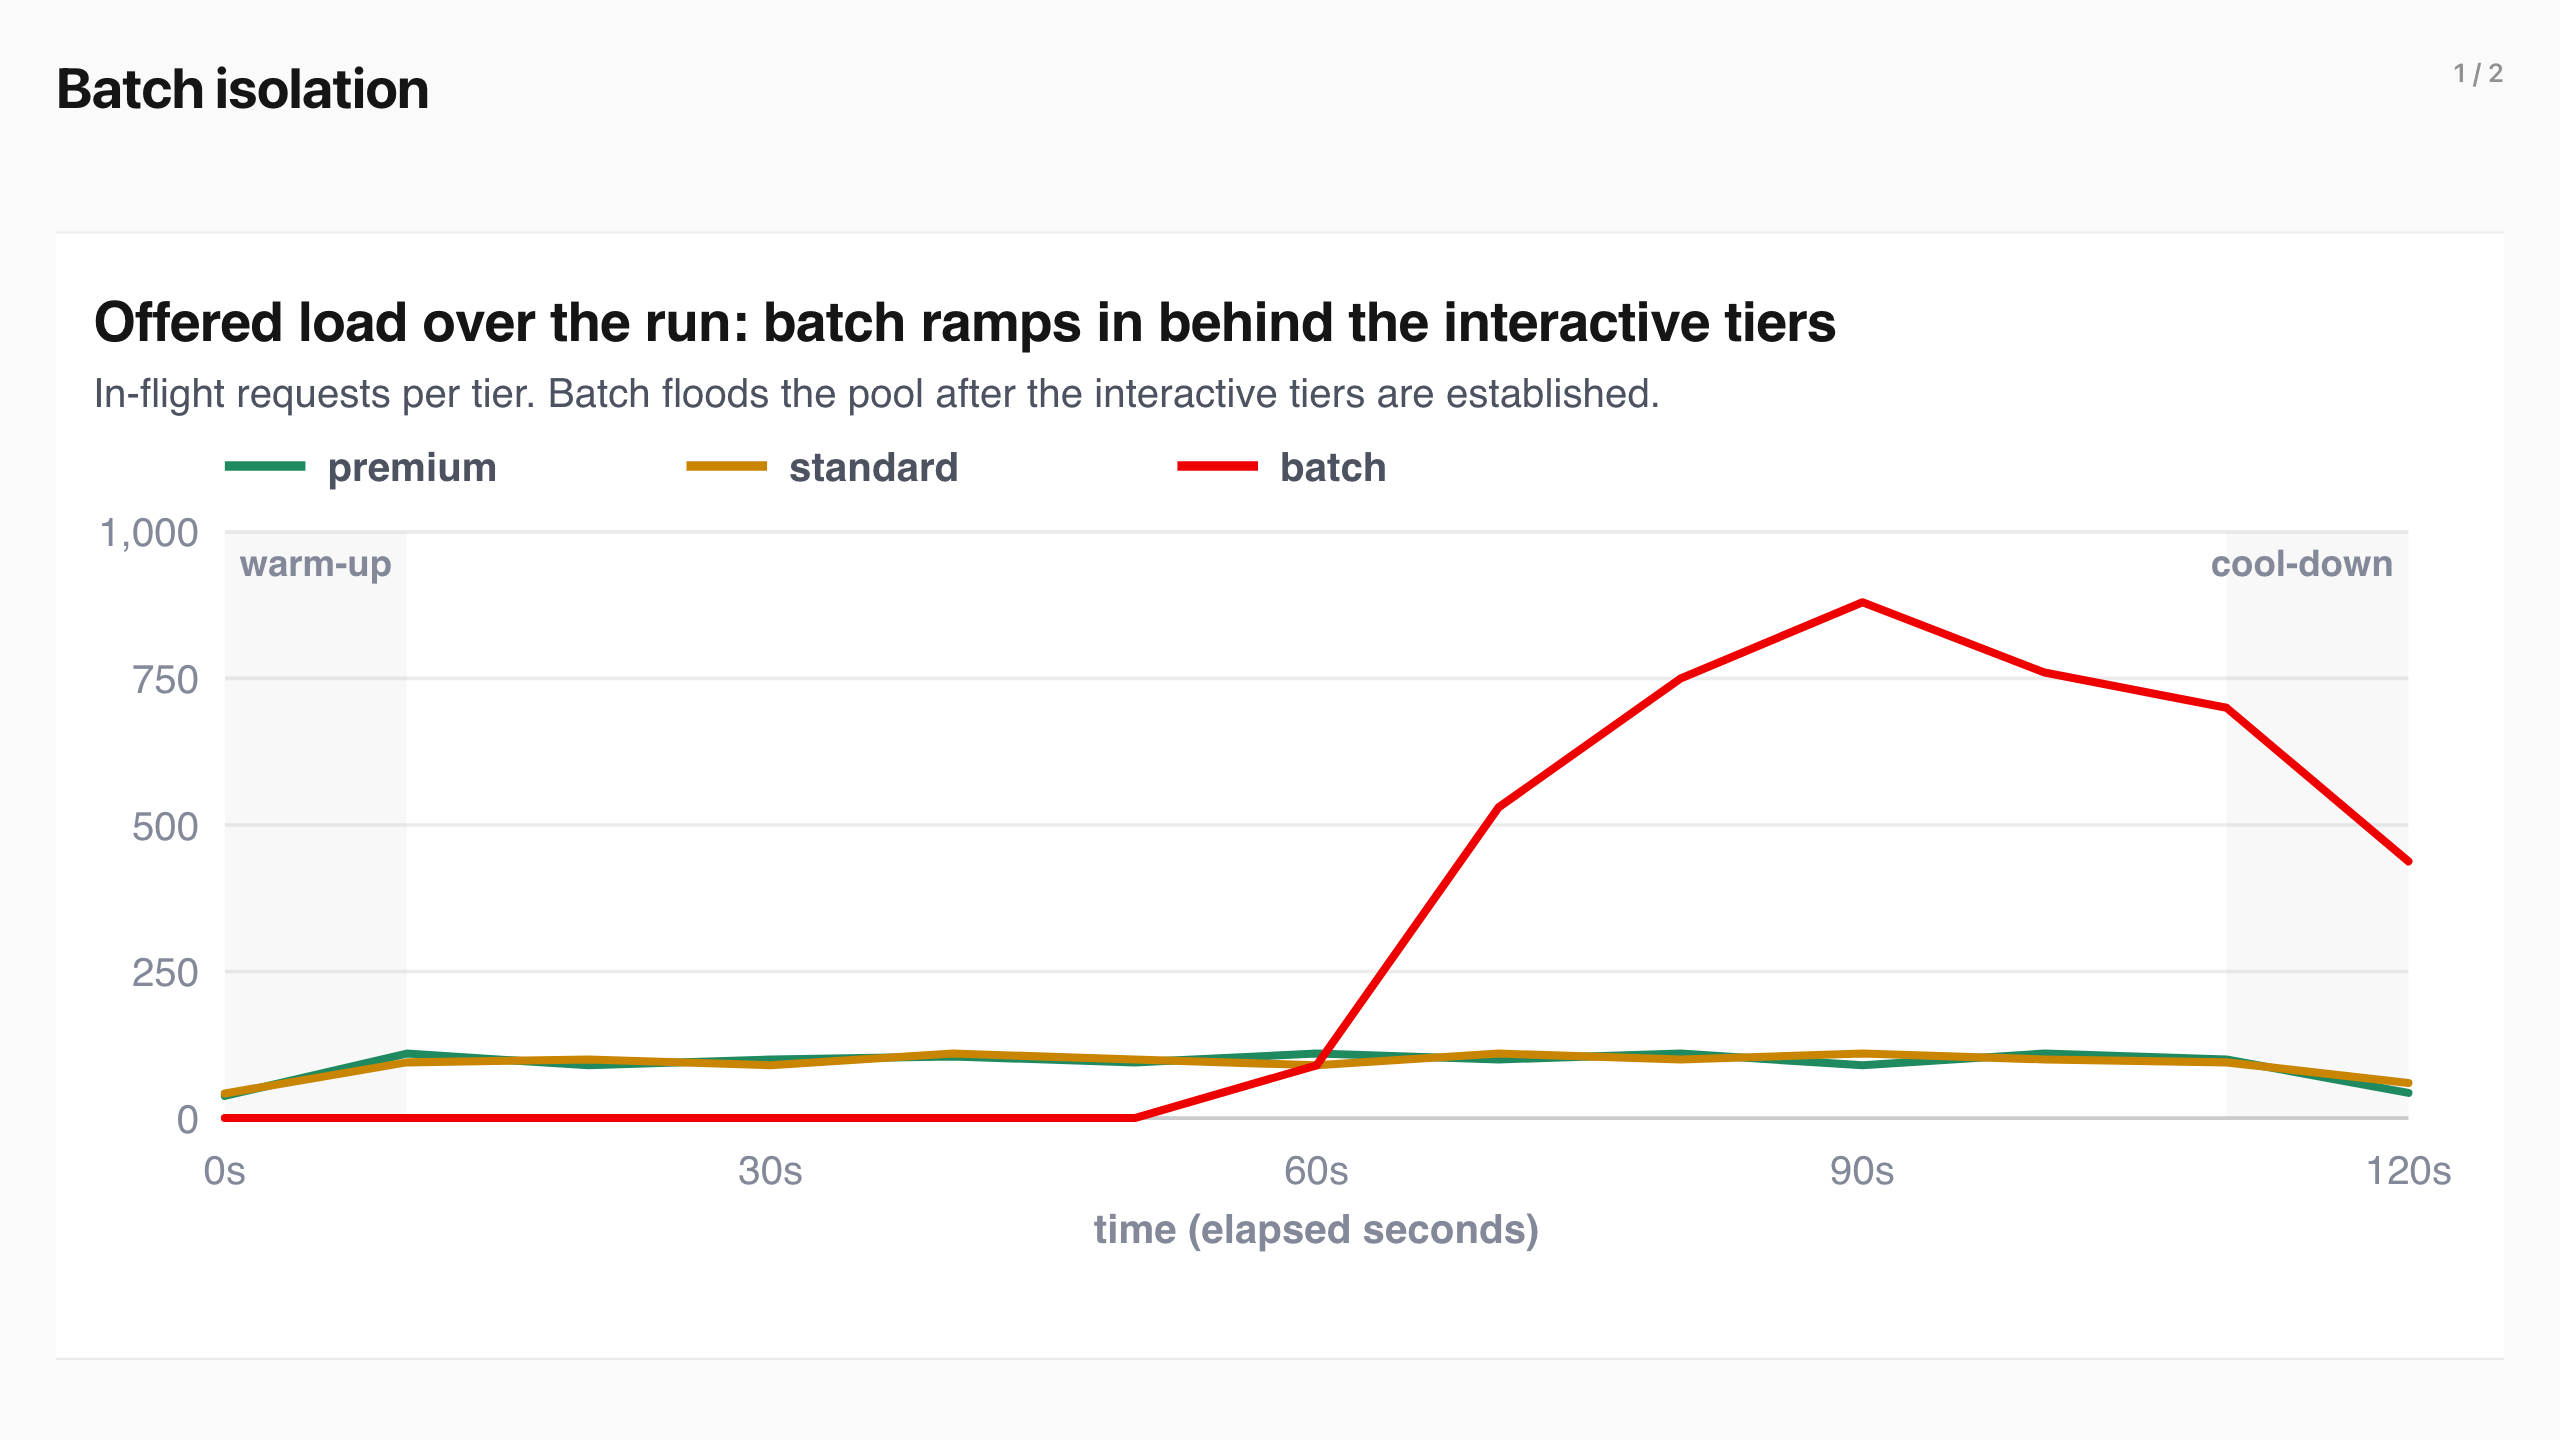 Batch isolation
1 / 2
Offered load over the run: batch ramps in behind the interactive tiers
In-flight requests per tier. Batch floods the pool after the interactive tiers are established.
premium
standard
batch
1,000
warm-up
cool-down
750
500
250
0
0s
30s
60s
90s
120s
time (elapsed seconds)